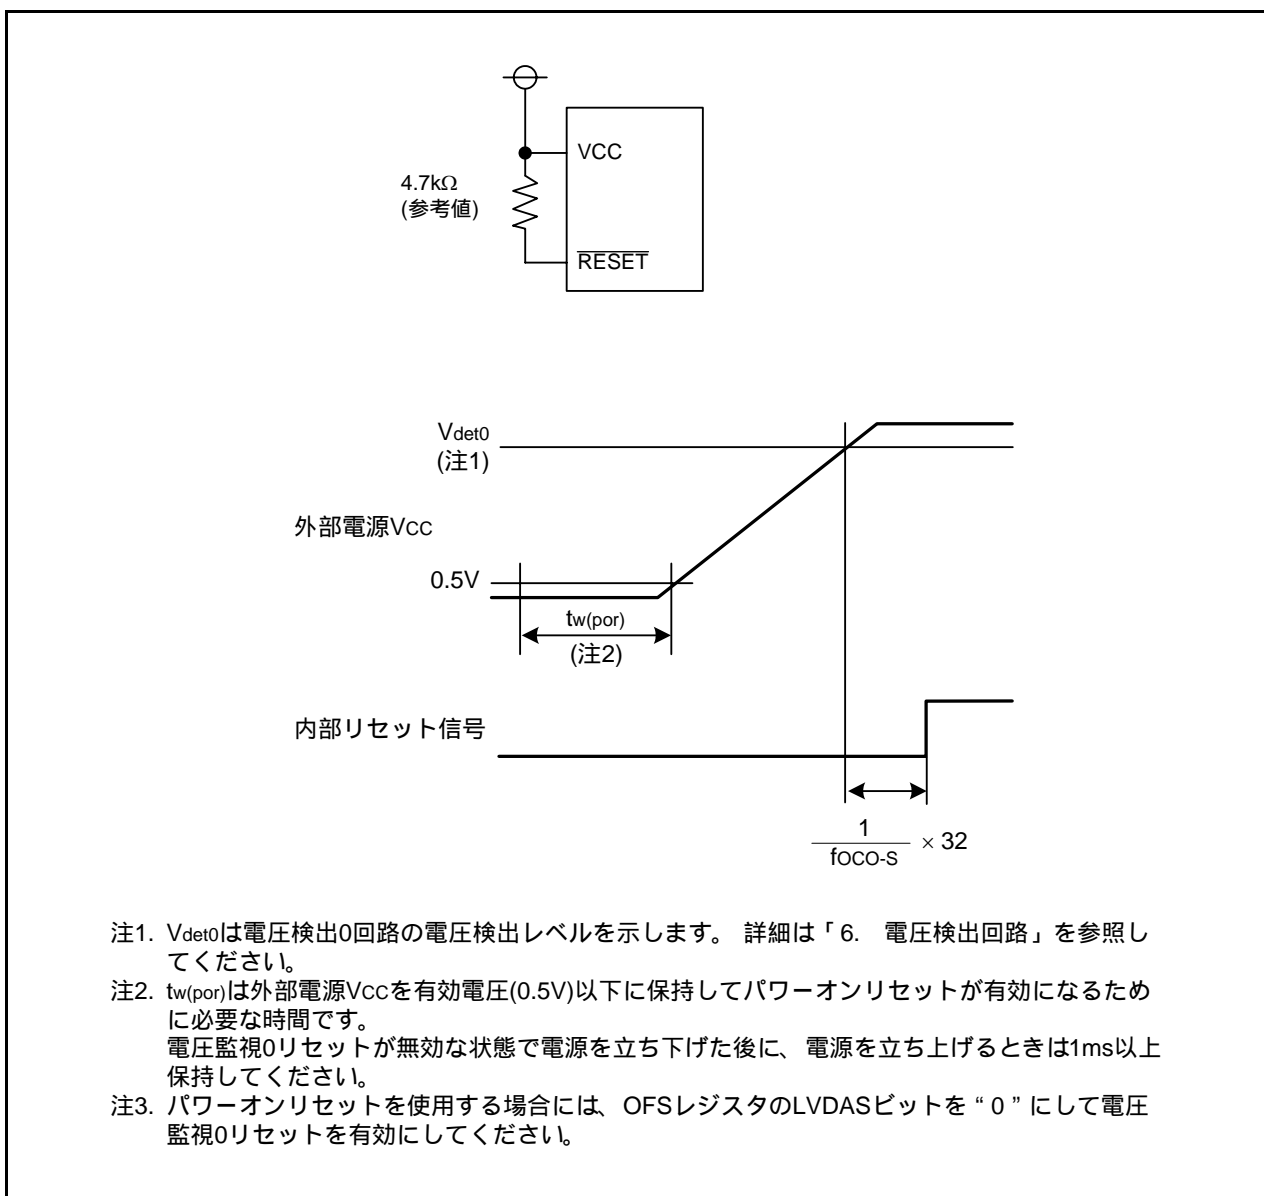 VCC
4.7kΩ
(参考値)
RESET
Vdet0
(注1)
外部電源VCC
0.5V
tw(por)
(注2)
内部リセット信号
1
fOCO-S
× 32
注1. Vdet0は電圧検出0回路の電圧検出レベルを示します。 詳細は「6. 電圧検出回路」を参照し
てください。
注2. tw(por)は外部電源VCCを有効電圧(0.5V)以下に保持してパワーオンリセットが有効になるため
に必要な時間です。
電圧監視0リセットが無効な状態で電源を立ち下げた後に、電源を立ち上げるときは1ms以上
保持してください。
注3. パワーオンリセットを使用する場合には、OFSレジスタのLVDASビットを“0”にして電圧
監視0リセットを有効にしてください。